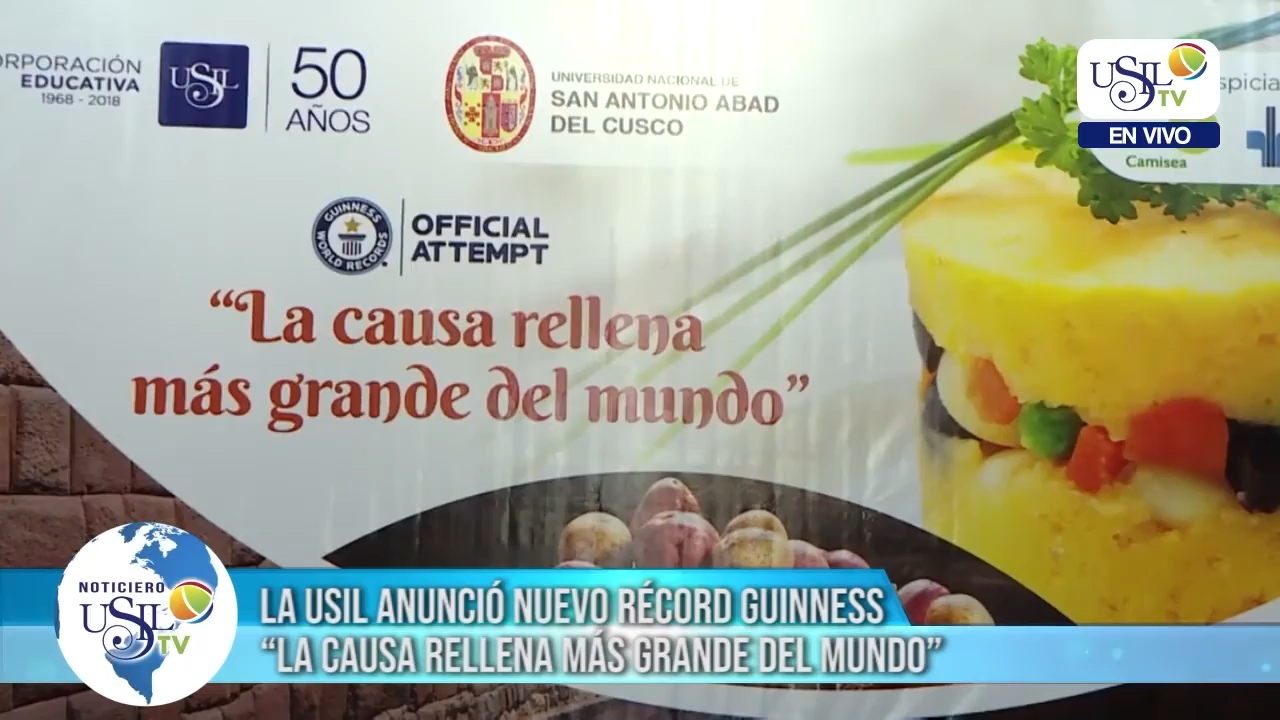 ORPORACIÓN
EDUCATIVA
1968 - 2018
USIL
50
AÑOS
UNIVERSIDAD NACIONAL DE
SAN ANTONIO ABAD
DEL CUSCO
USIL
TV
EN VIVO
spicia
Camisea
GUINNESS
WORLD RECORDS
OFFICIAL
ATTEMPT
“La causa rellena
más grande del mundo”
NOTICIERO
USIL
TV
LA USIL ANUNCIÓ NUEVO RÉCORD GUINNESS
“LA CAUSA RELLENA MÁS GRANDE DEL MUNDO”